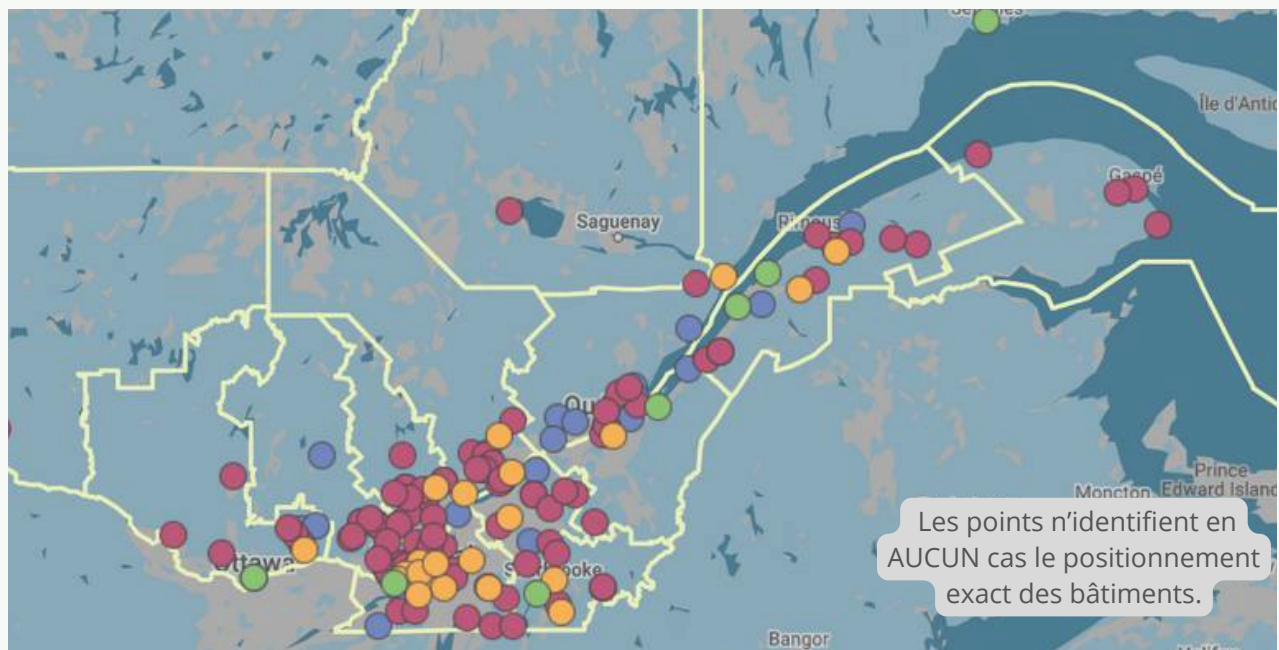 Île d'Antic
Gaspé
Saguenay
Prince
Moncton
Edward Island
Les points n’identifient en
AUCUN cas le positionnement
exact des bâtiments.
Bangor